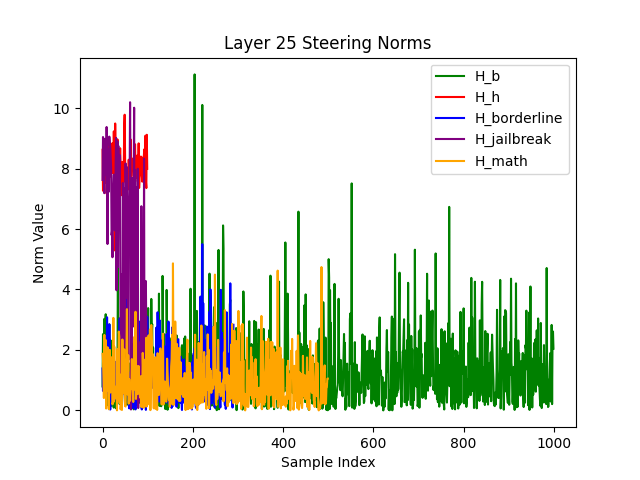 Layer 25 Steering Norms
H_b
H_h
H_borderline
H_jailbreak
H_math
Norm Value
10
8
6
4
2
0
0 200 400 600 800 1000
Sample Index